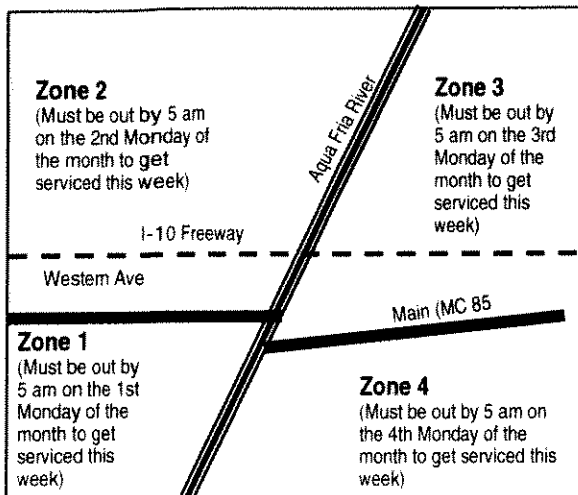 Zone 2
(Must be out by 5 am
on the 2nd Monday of
the month to get
serviced this week)
Aqua Fria River
Zone 3
(Must be out by
5 am on the 3rd
Monday of the
month to get
serviced this
week)
I-10 Freeway
Western Ave
Main (MC 85
Zone 1
(Must be out by
5 am on the 1st
Monday of the
month to get
serviced this
week)
Zone 4
(Must be out by 5 am on
the 4th Monday of the
month to get serviced this
week)